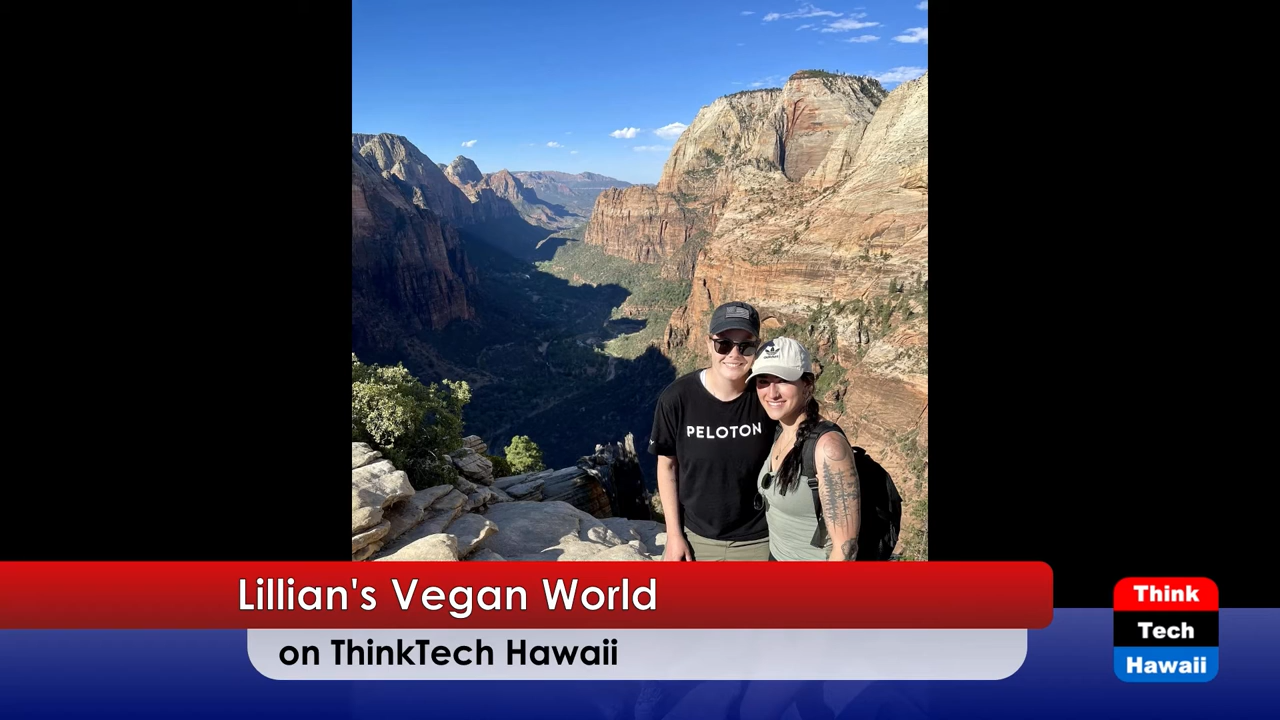 PELOTON
Lillian's Vegan World
on ThinkTech Hawaii
Think
Tech
Hawaii